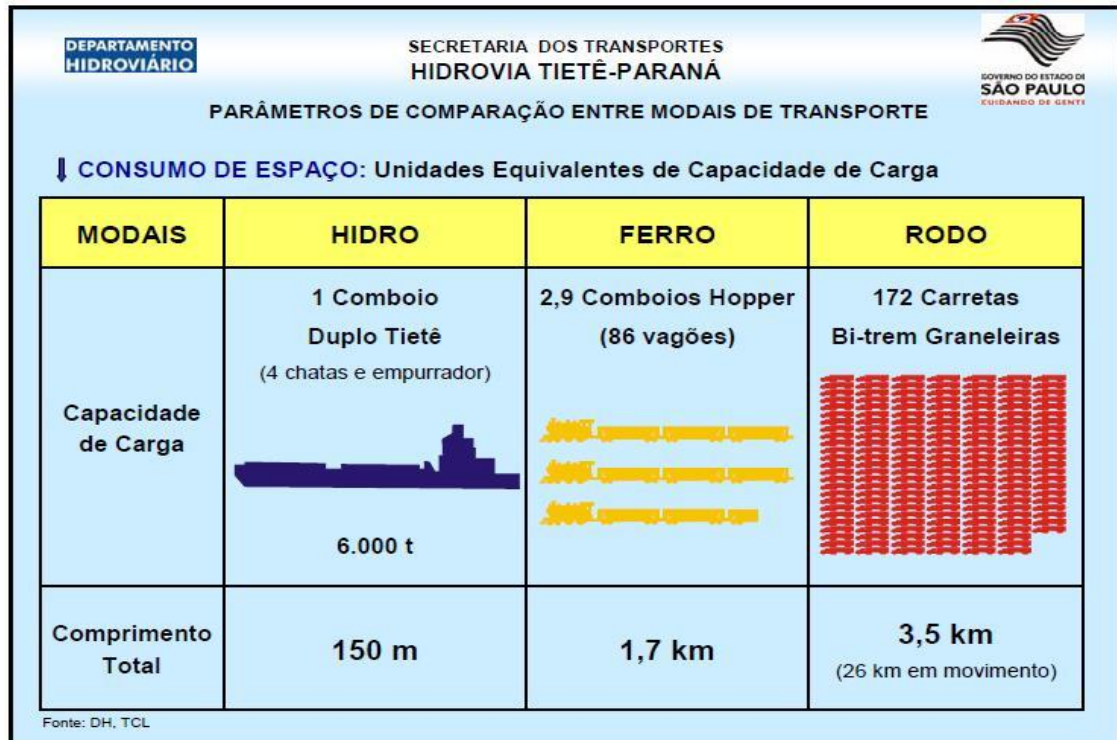 DEPARTAMENTO
HIDROVIÁRIO
SECRETARIA DOS TRANSPORTES
HIDROVIA TIETÊ-PARANÁ
GOVERNO DO ESTADO DE
SÃO PAULO
CUIDANDO DE GENTE
PARÂMETROS DE COMPARAÇÃO ENTRE MODAIS DE TRANSPORTE
CONSUMO DE ESPAÇO: Unidades Equivalentes de Capacidade de Carga
MODAIS
HIDRO
FERRO
RODO
Capacidade
de Carga
1 Comboio
Duplo Tietê
(4 chatas e empurrador)
6.000 t
2,9 Comboios Hopper
(86 vagões)
172 Carretas
Bi-trem Graneleiras
Comprimento
Total
150 m
1,7 km
3,5 km
(26 km em movimento)
Fonte: DH, TCL